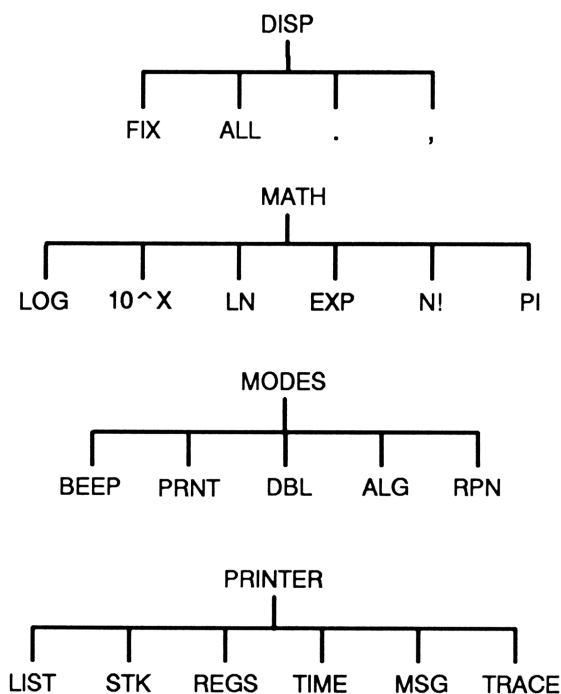 DISP
FIX ALL . ,
MATH
LOG 10^X LN EXP N! PI
MODES
BEEP PRNT DBL ALG RPN
PRINTER
LIST STK REGS TIME MSG TRACE